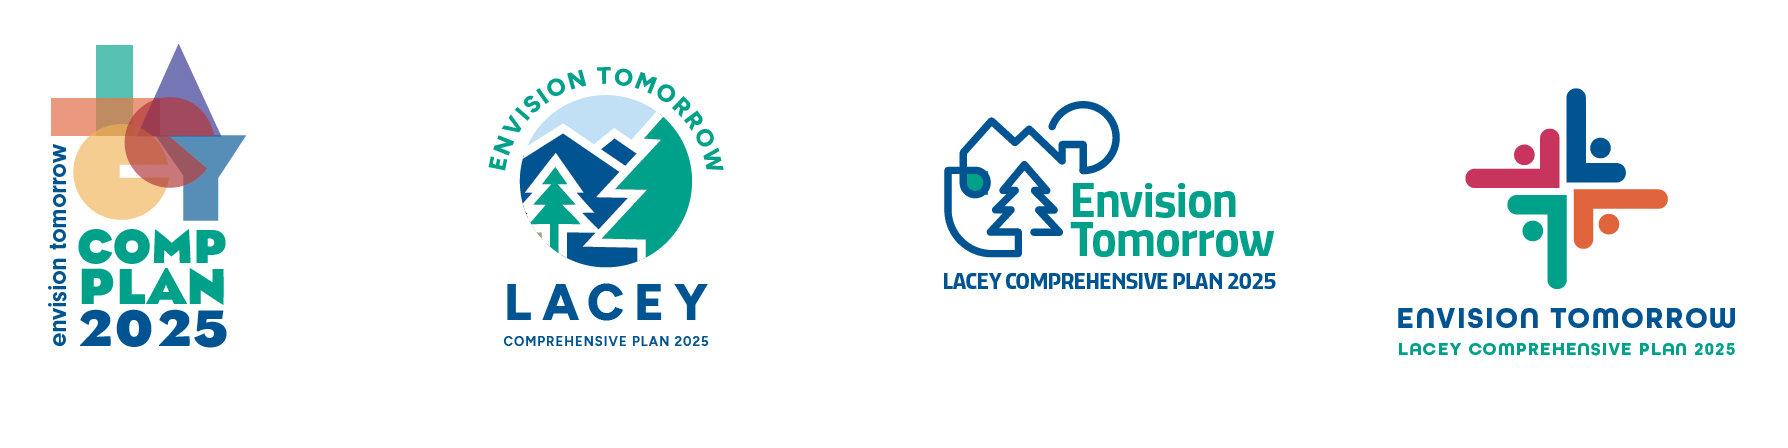 envision tomorrow
COMP
PLAN
2025
ENVISION TOMORROW
LACEY
COMPREHENSIVE PLAN 2025
Envision
Tomorrow
LACEY COMPREHENSIVE PLAN 2025
ENVISION TOMORROW
LACEY COMPREHENSIVE PLAN 2025